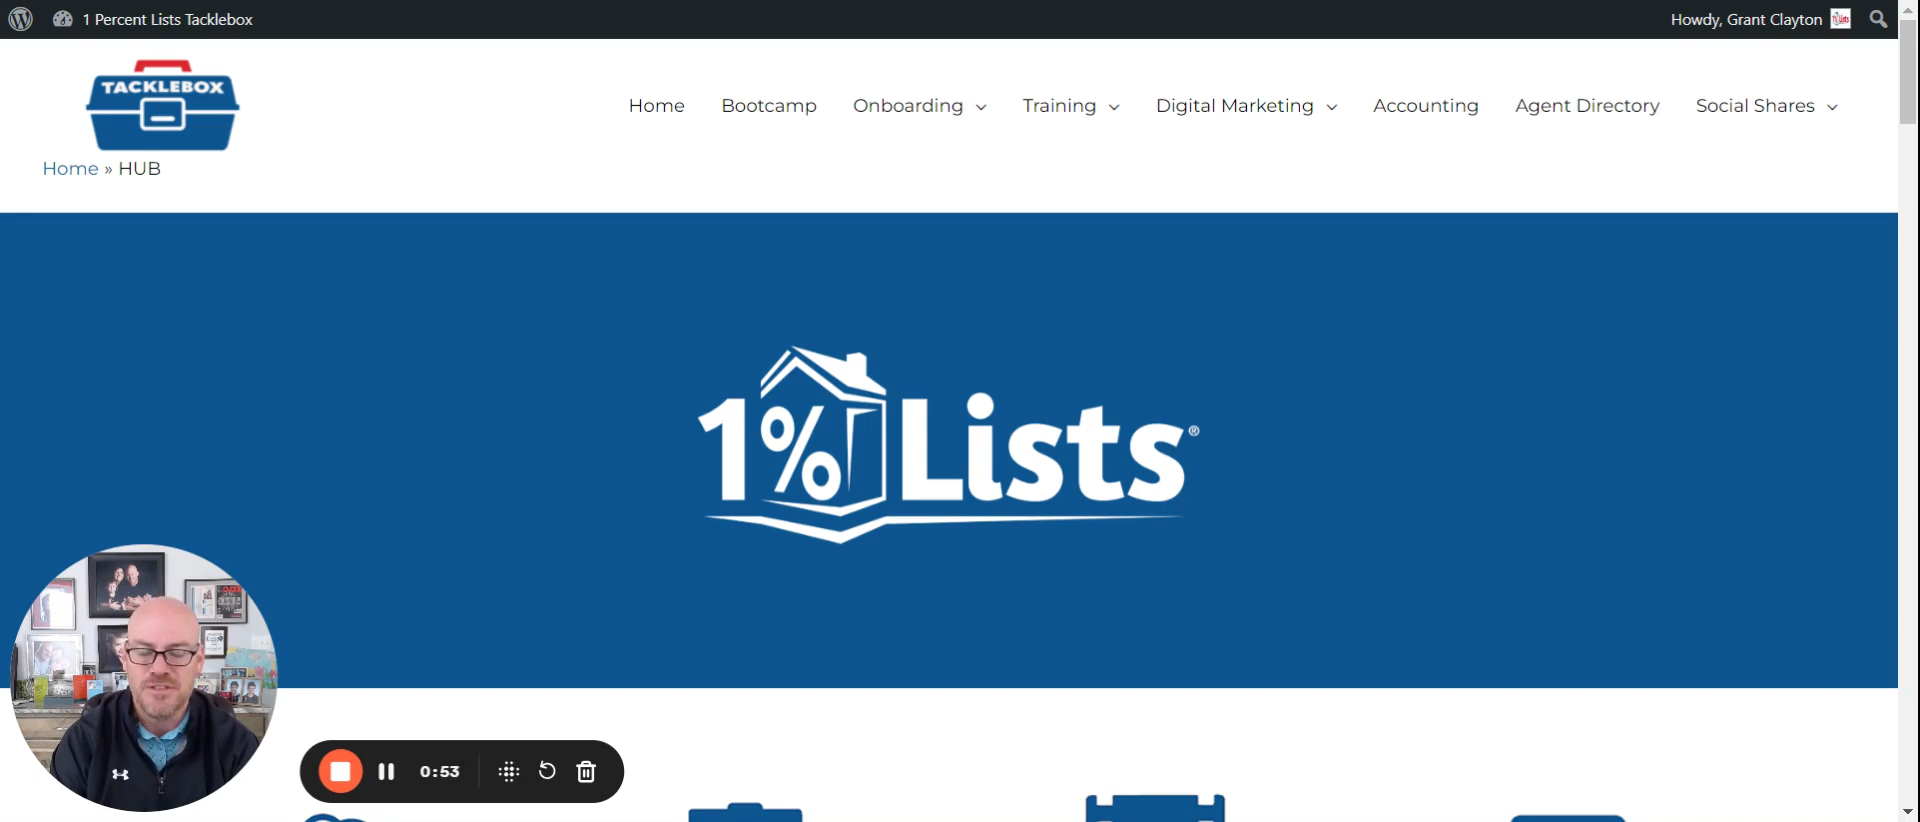 1 Percent Lists Tacklebox
Howdy, Grant Clayton
TACKLEBOX
Home
Bootcamp
Onboarding
Training
Digital Marketing
Accounting
Agent Directory
Social Shares
Home » HUB
1% Lists®
0:53